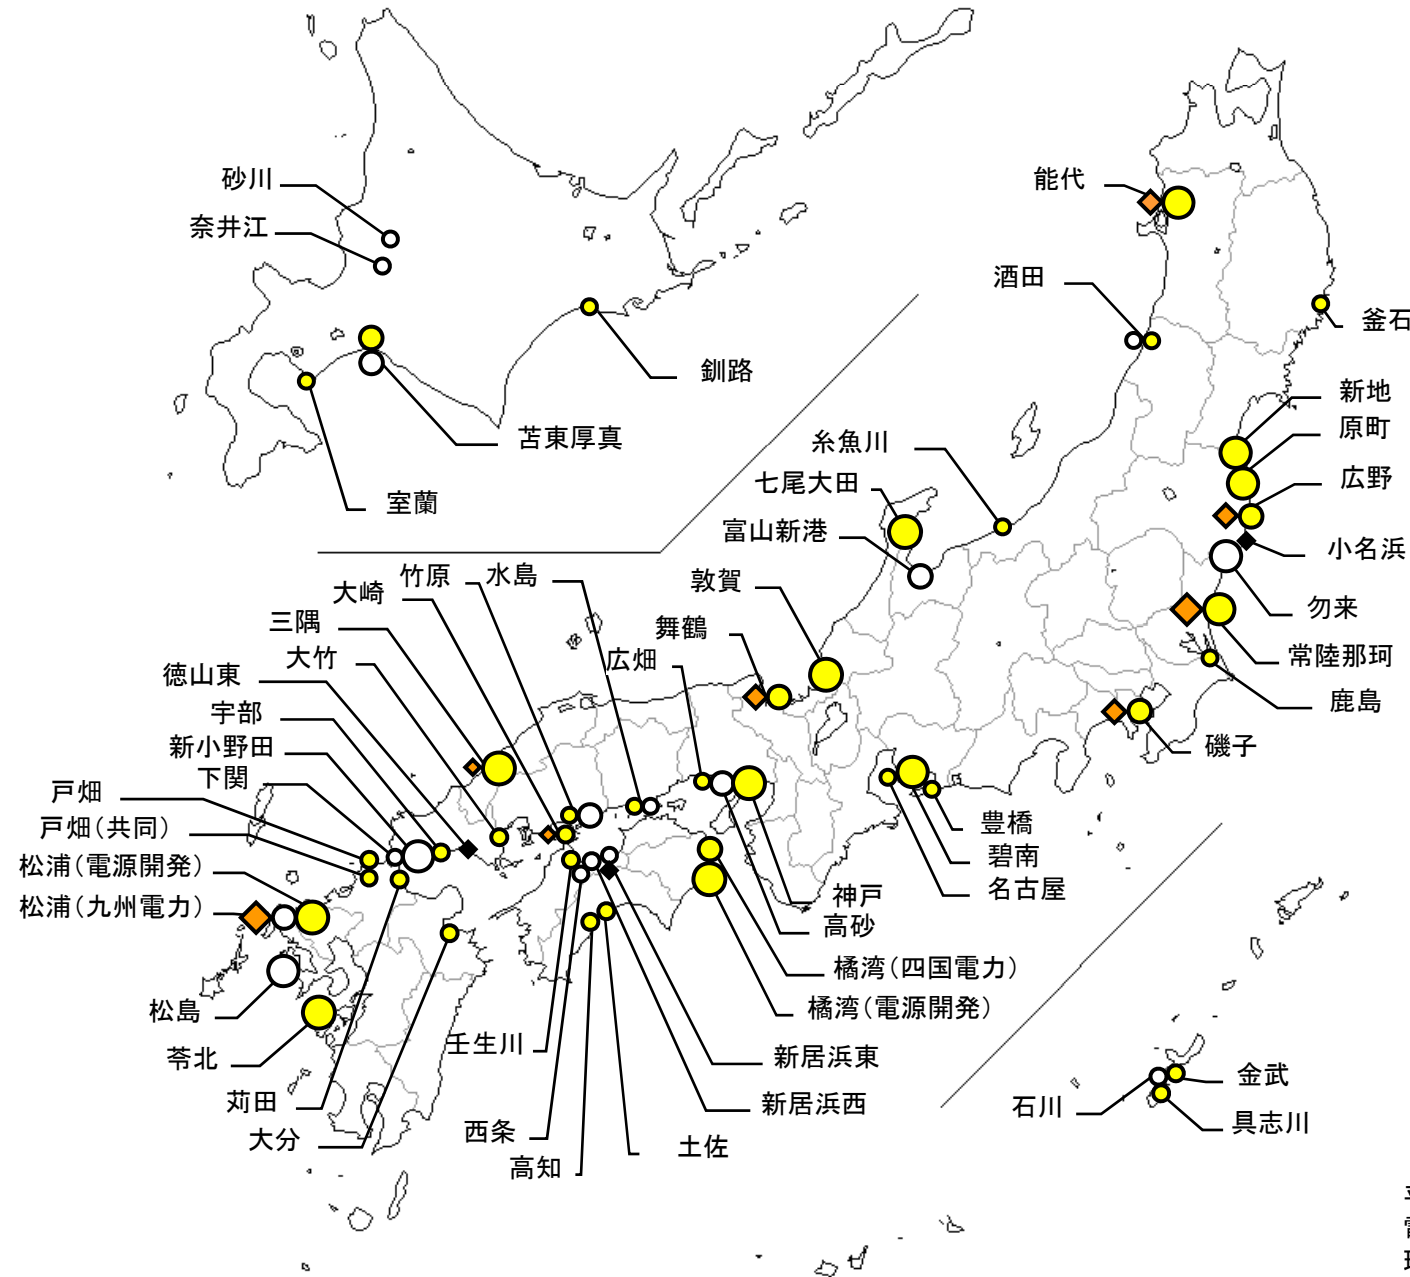 砂川
奈井江
釧路
苫東厚真
室蘭
能代
酒田
釜石
新地
原町
広野
小名浜
勿来
常陸那珂
鹿島
磯子
糸魚川
七尾大田
富山新港
敦賀
舞鶴
広畑
水島
竹原
大崎
三隅
大竹
徳山東
宇部
新小野田
下関
戸畑
戸畑（共同）
松浦（電源開発）
松浦（九州電力）
松島
苓北
苅田
大分
壬生川
西条
高知
土佐
新居浜西
新居浜東
橘湾（電源開発）
橘湾（四国電力）
高砂
神戸
名古屋
碧南
豊橋
金武
石川
具志川